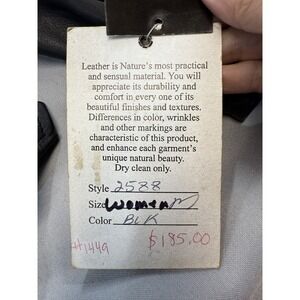 Leather is Nature's most practical
and sensual material. You will
appreciate its durability and
comfort in every one of its
beautiful finishes and textures.
Differences in color, wrinkles
and other markings are
characteristic of this product,
and enhance each garment's
unique natural beauty.
Dry clean only.
Style 2588
Size Women M
Color BLK
#1449 $185.00